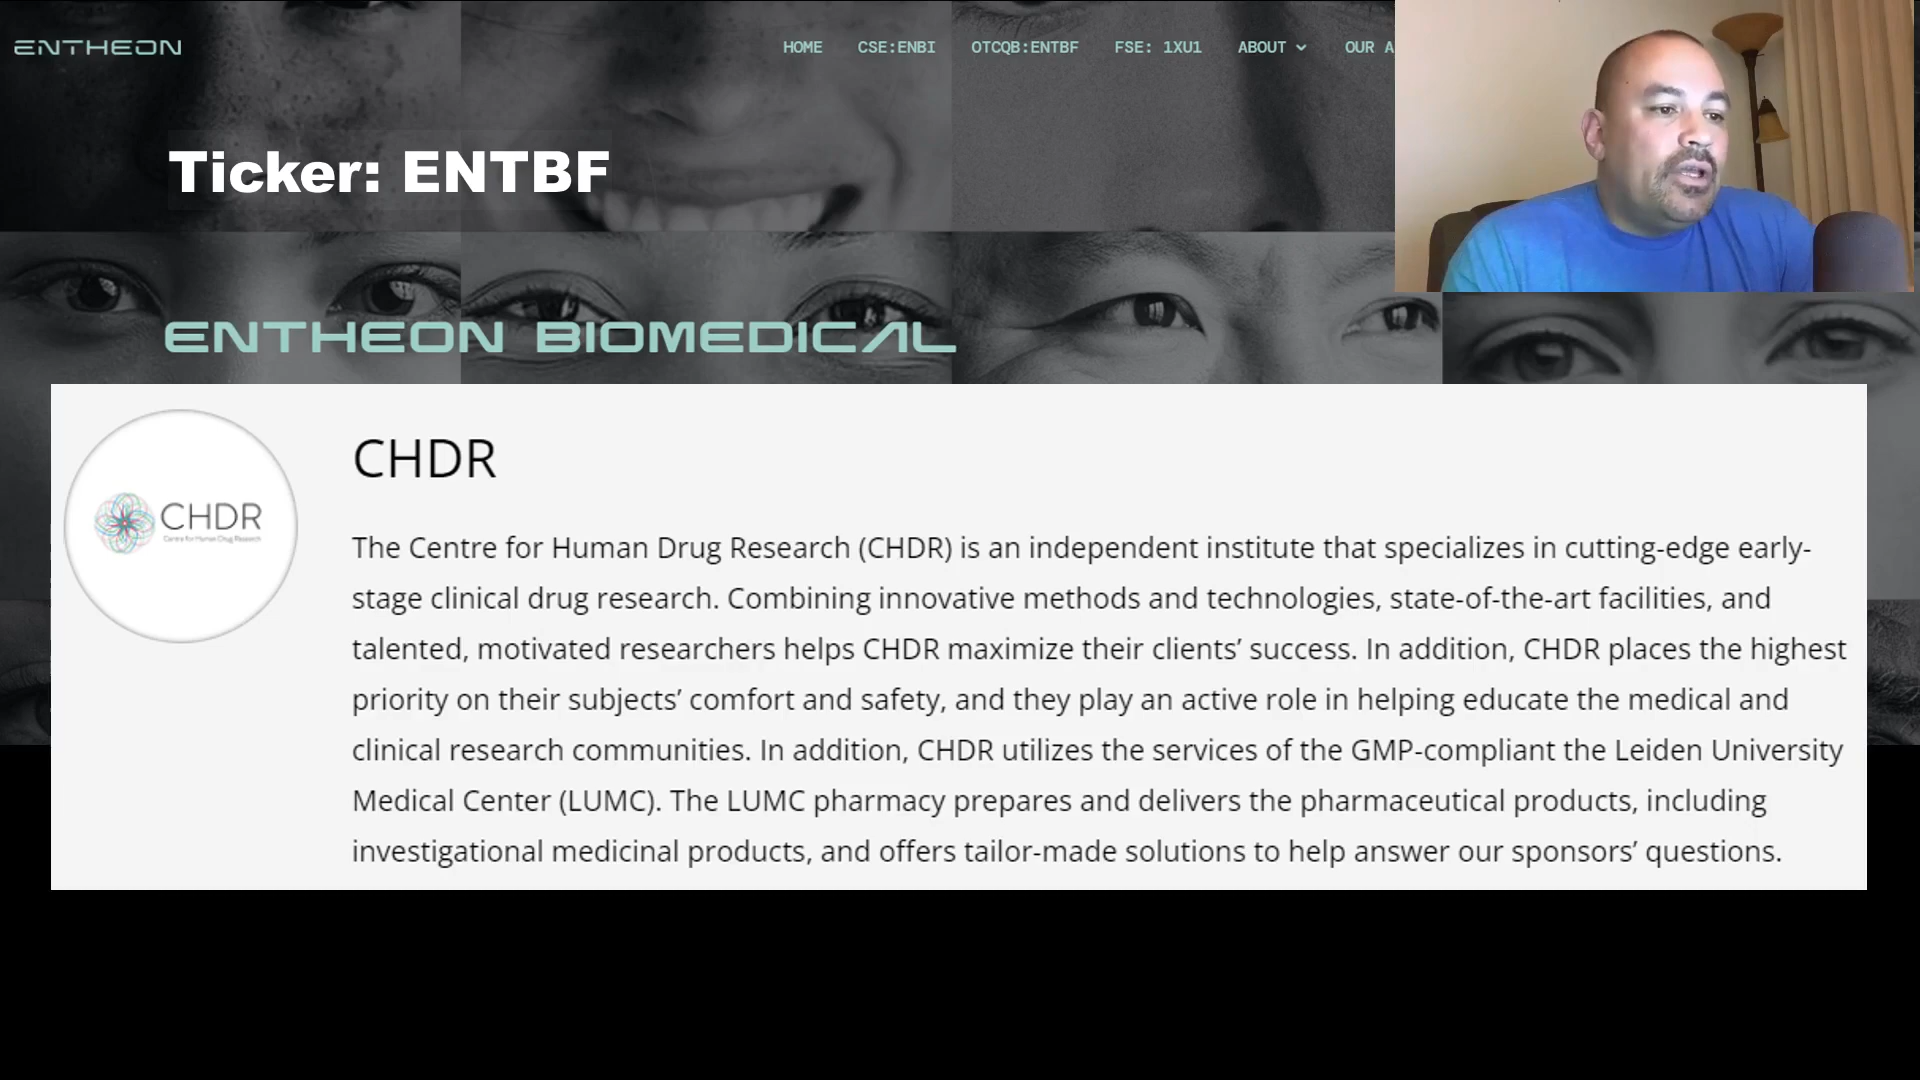 ENTHEON
HOME CSE:ENBI OTCQB:ENTBF FSE: 1XU1 ABOUT OUR A
Ticker: ENTBF
ENTHEON BIOMEDICAL
CHDR
CHDR
Centre for Human Drug Research
The Centre for Human Drug Research (CHDR) is an independent institute that specializes in cutting-edge early-
stage clinical drug research. Combining innovative methods and technologies, state-of-the-art facilities, and
talented, motivated researchers helps CHDR maximize their clients’ success. In addition, CHDR places the highest
priority on their subjects’ comfort and safety, and they play an active role in helping educate the medical and
clinical research communities. In addition, CHDR utilizes the services of the GMP-compliant the Leiden University
Medical Center (LUMC). The LUMC pharmacy prepares and delivers the pharmaceutical products, including
investigational medicinal products, and offers tailor-made solutions to help answer our sponsors’ questions.